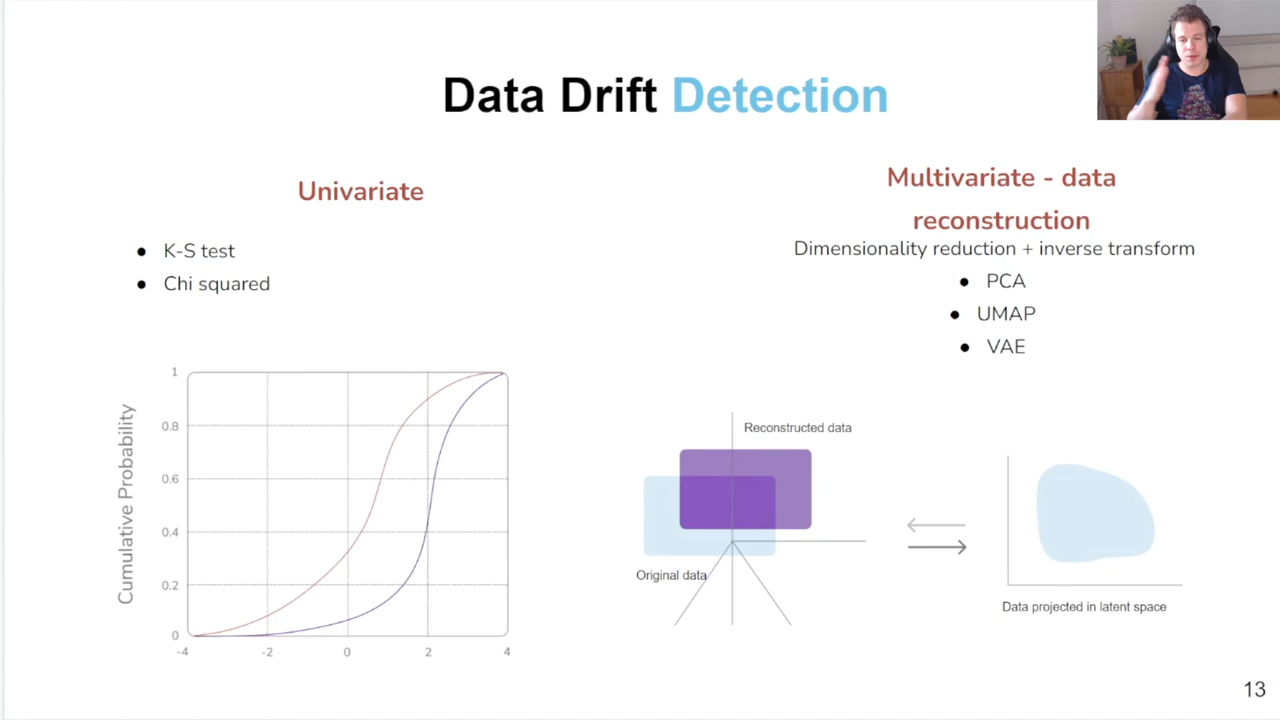 Data Drift Detection
Univariate
● K-S test
● Chi squared
Multivariate - data
reconstruction
Dimensionality reduction + inverse transform
● PCA
● UMAP
● VAE
Cumulative Probability
1
0.8
0.6
0.4
0.2
0
-4
-2
0
2
4
Reconstructed data
Original data
Data projected in latent space
13